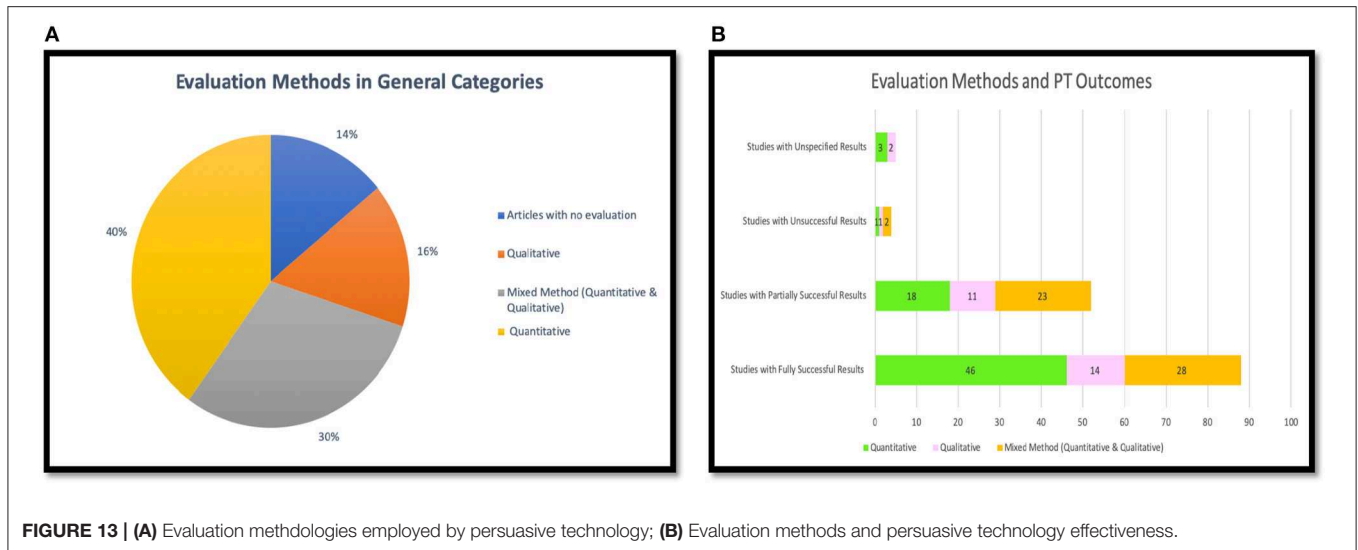 A
Evaluation Methods in General Categories
14%
16%
30%
40%
Articles with no evaluation
Qualitative
Mixed Method (Quantitative &
Qualitative)
Quantitative
B
Evaluation Methods and PT Outcomes
Studies with Unspecified Results
3 2
Studies with Unsuccessful Results
1 1 2
Studies with Partially Successful Results
18 11 23
Studies with Fully Successful Results
46 14 28
0 10 20 30 40 50 60 70 80 90 100
Quantitative Qualitative Mixed Method (Quantitative & Qualitative)
FIGURE 13 | (A) Evaluation methdologies employed by persuasive technology; (B) Evaluation methods and persuasive technology effectiveness.